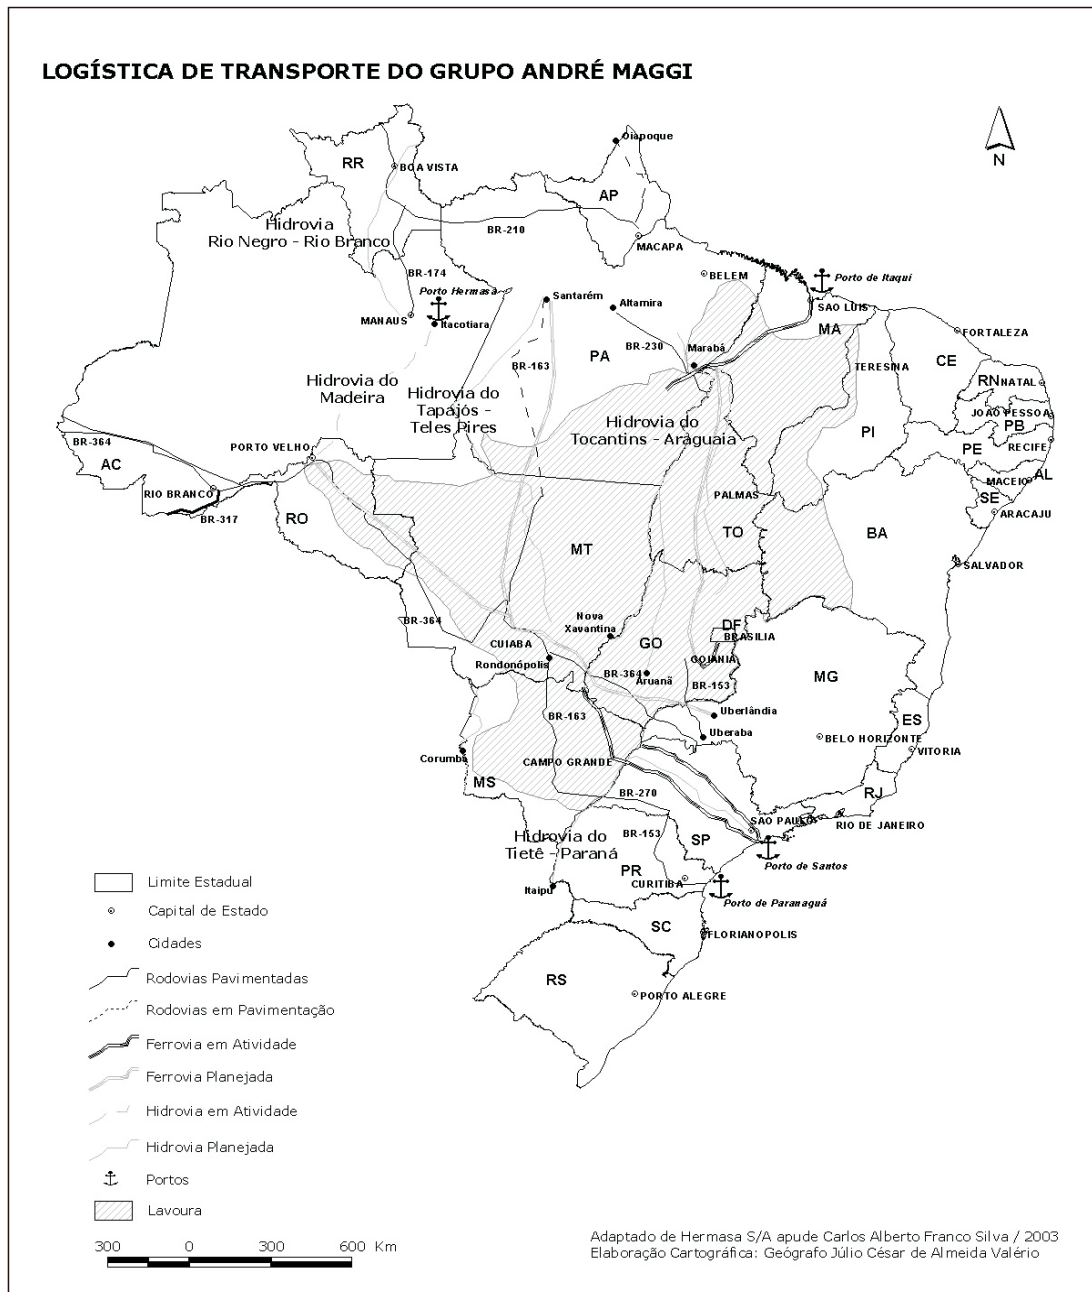 LOGÍSTICA DE TRANSPORTE DO GRUPO ANDRÉ MAGGI
N
Oiapoque
RR
BOA VISTA
AP
Hidrovia
Rio Negro - Rio Branco
BR-210
MACAPA
BR-174
BELEM
Porto de Itaqui
Porto Hermasa
Santarém
Altamira
SAO LUIS
MANAUS
Itacotiara
MA
FORTALEZA
BR-230
Marabá
PA
BR-163
TERESINA
CE
Hidrovia do
Madeira
Hidrovia do
Tapajós -
Teles Pires
RN
NATAL
JOAO PESSOA
PB
Hidrovia do
Tocantins - Araguaia
PI
BR-364
PORTO VELHO
PE
RECIFE
AC
AL
MACEIO
RIO BRANCO
PALMAS
SE
BR-317
RO
ARACAJU
TO
BA
MT
SALVADOR
Nova
Xavantina
BR-364
DF
BRASILIA
CUIABA
GO
GOIANIA
Rondonópolis
BR-364
Aruanã
BR-153
MG
BR-163
Uberlândia
ES
Uberaba
BELO HORIZONTE
VITORIA
Corumbá
CAMPO GRANDE
MS
BR-270
RJ
SAO PAULO
RIO DE JANEIRO
Hidrovia do
Tietê - Paraná
BR-153
SP
Porto de Santos
PR
CURITIBA
Itaipú
Porto de Paranaguá
SC
FLORIANOPOLIS
RS
PORTO ALEGRE
Limite Estadual
Capital de Estado
Cidades
Rodovias Pavimentadas
Rodovias em Pavimentação
Ferrovia em Atividade
Ferrovia Planejada
Hidrovia em Atividade
Hidrovia Planejada
Portos
Lavoura
300 0 300 600 Km
Adaptado de Hermasa S/A apude Carlos Alberto Franco Silva / 2003
Elaboração Cartográfica: Geógrafo Júlio César de Almeida Valério